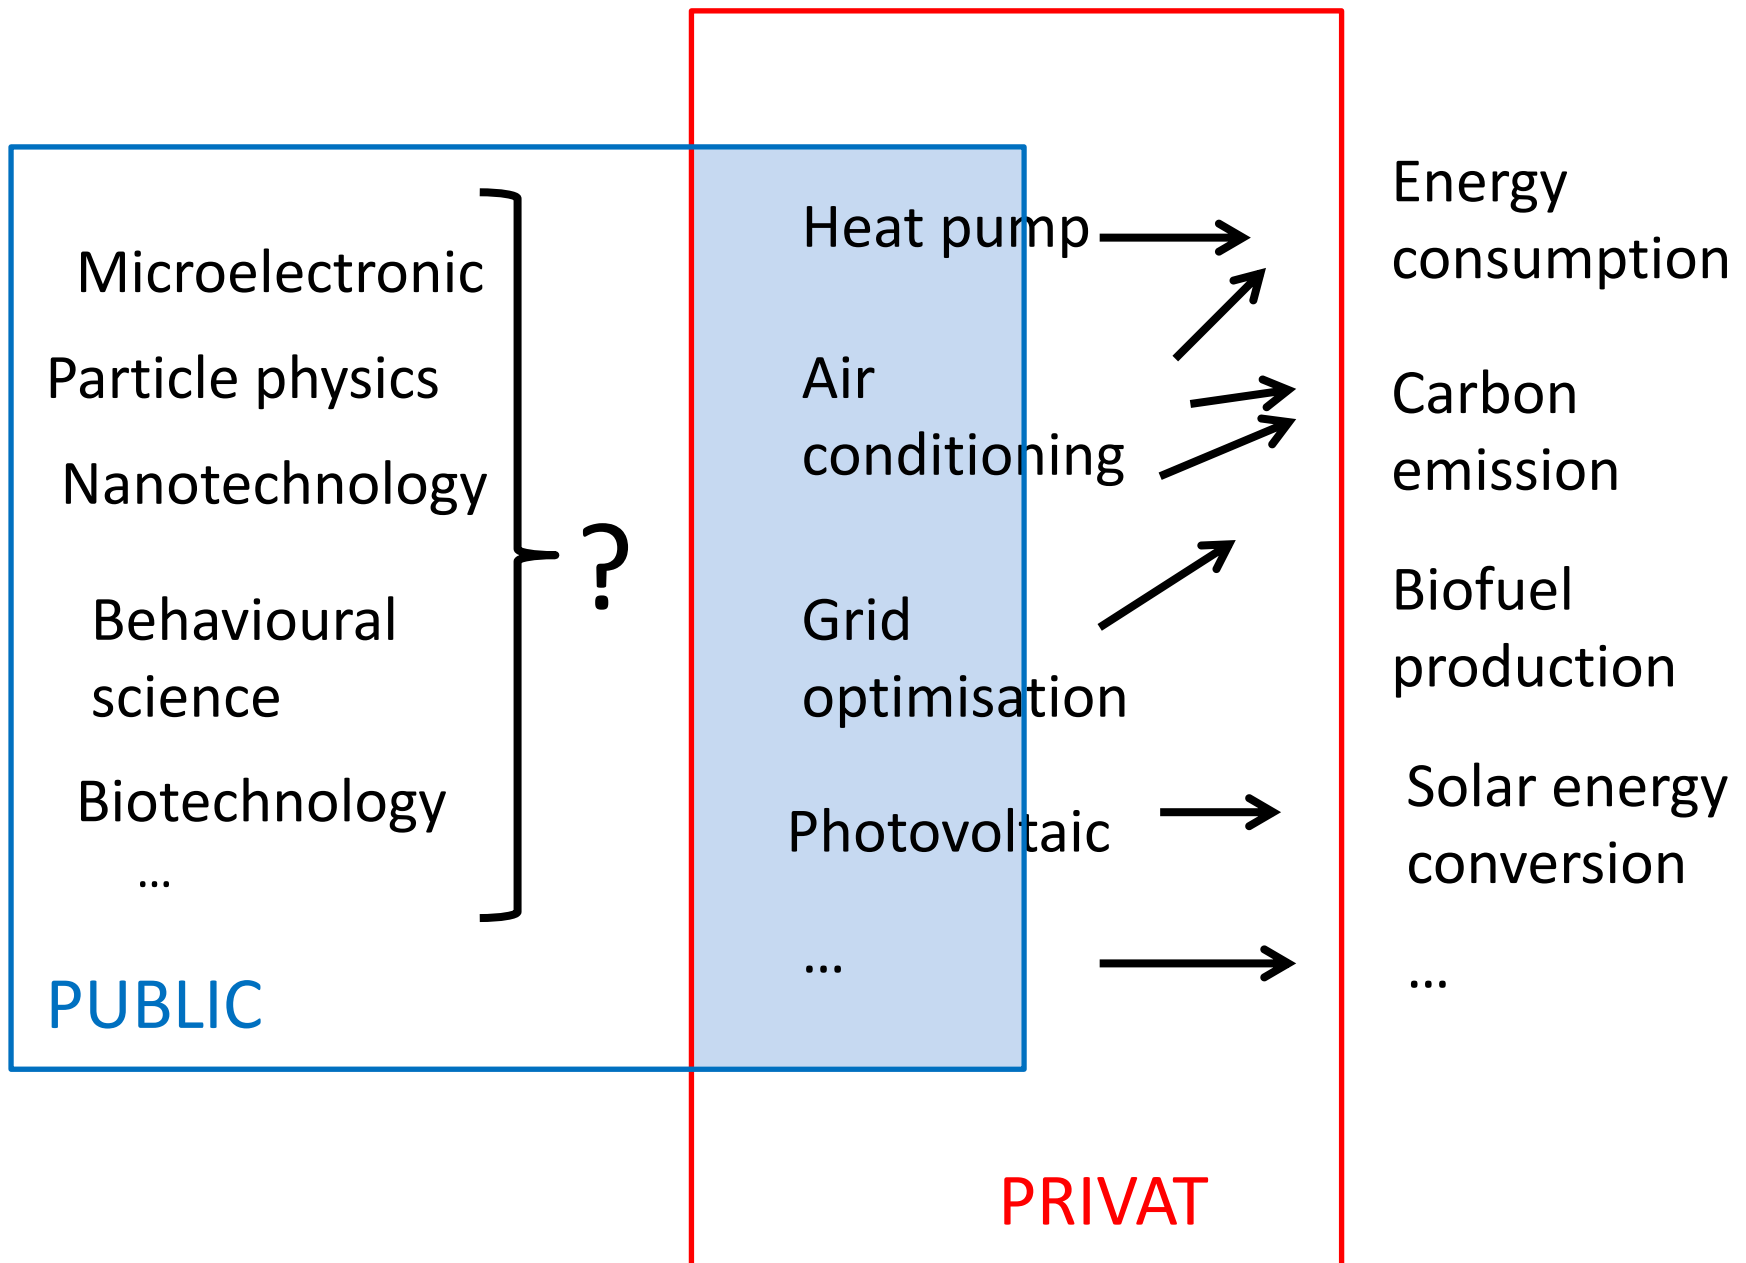 Microelectronic
Particle physics
Nanotechnology
Behavioural
science
Biotechnology
...
PUBLIC
?
Heat pump
Air
conditioning
Grid
optimisation
Photovoltaic
...
PRIVAT
Energy
consumption
Carbon
emission
Biofuel
production
Solar energy
conversion
...